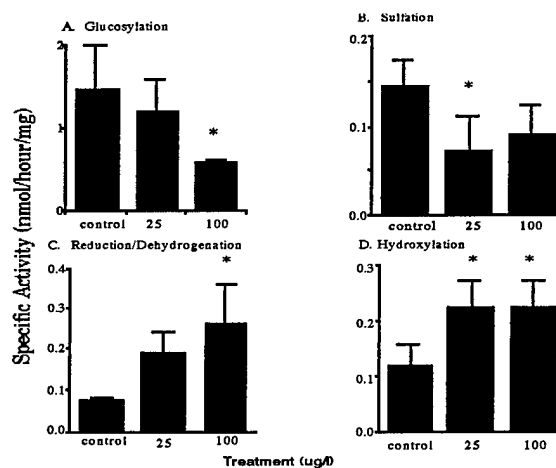 A. Glucosylation
2
1
0
control 25 100
*
B. Sulfation
0.2
0.1
0.0
control 25 100
*
C. Reduction/Dehydrogenation
0.4
0.3
0.2
0.1
0.0
control 25 100
*
D. Hydroxylation
0.3
0.2
0.1
0.0
control 25 100
* *
Specific Activity (nmol/hour/mg)
Treatment (ug/l)